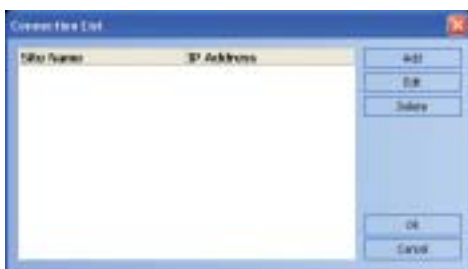 Connection List
Site Name IP Address
Add
Edit
Delete
OK
Cancel